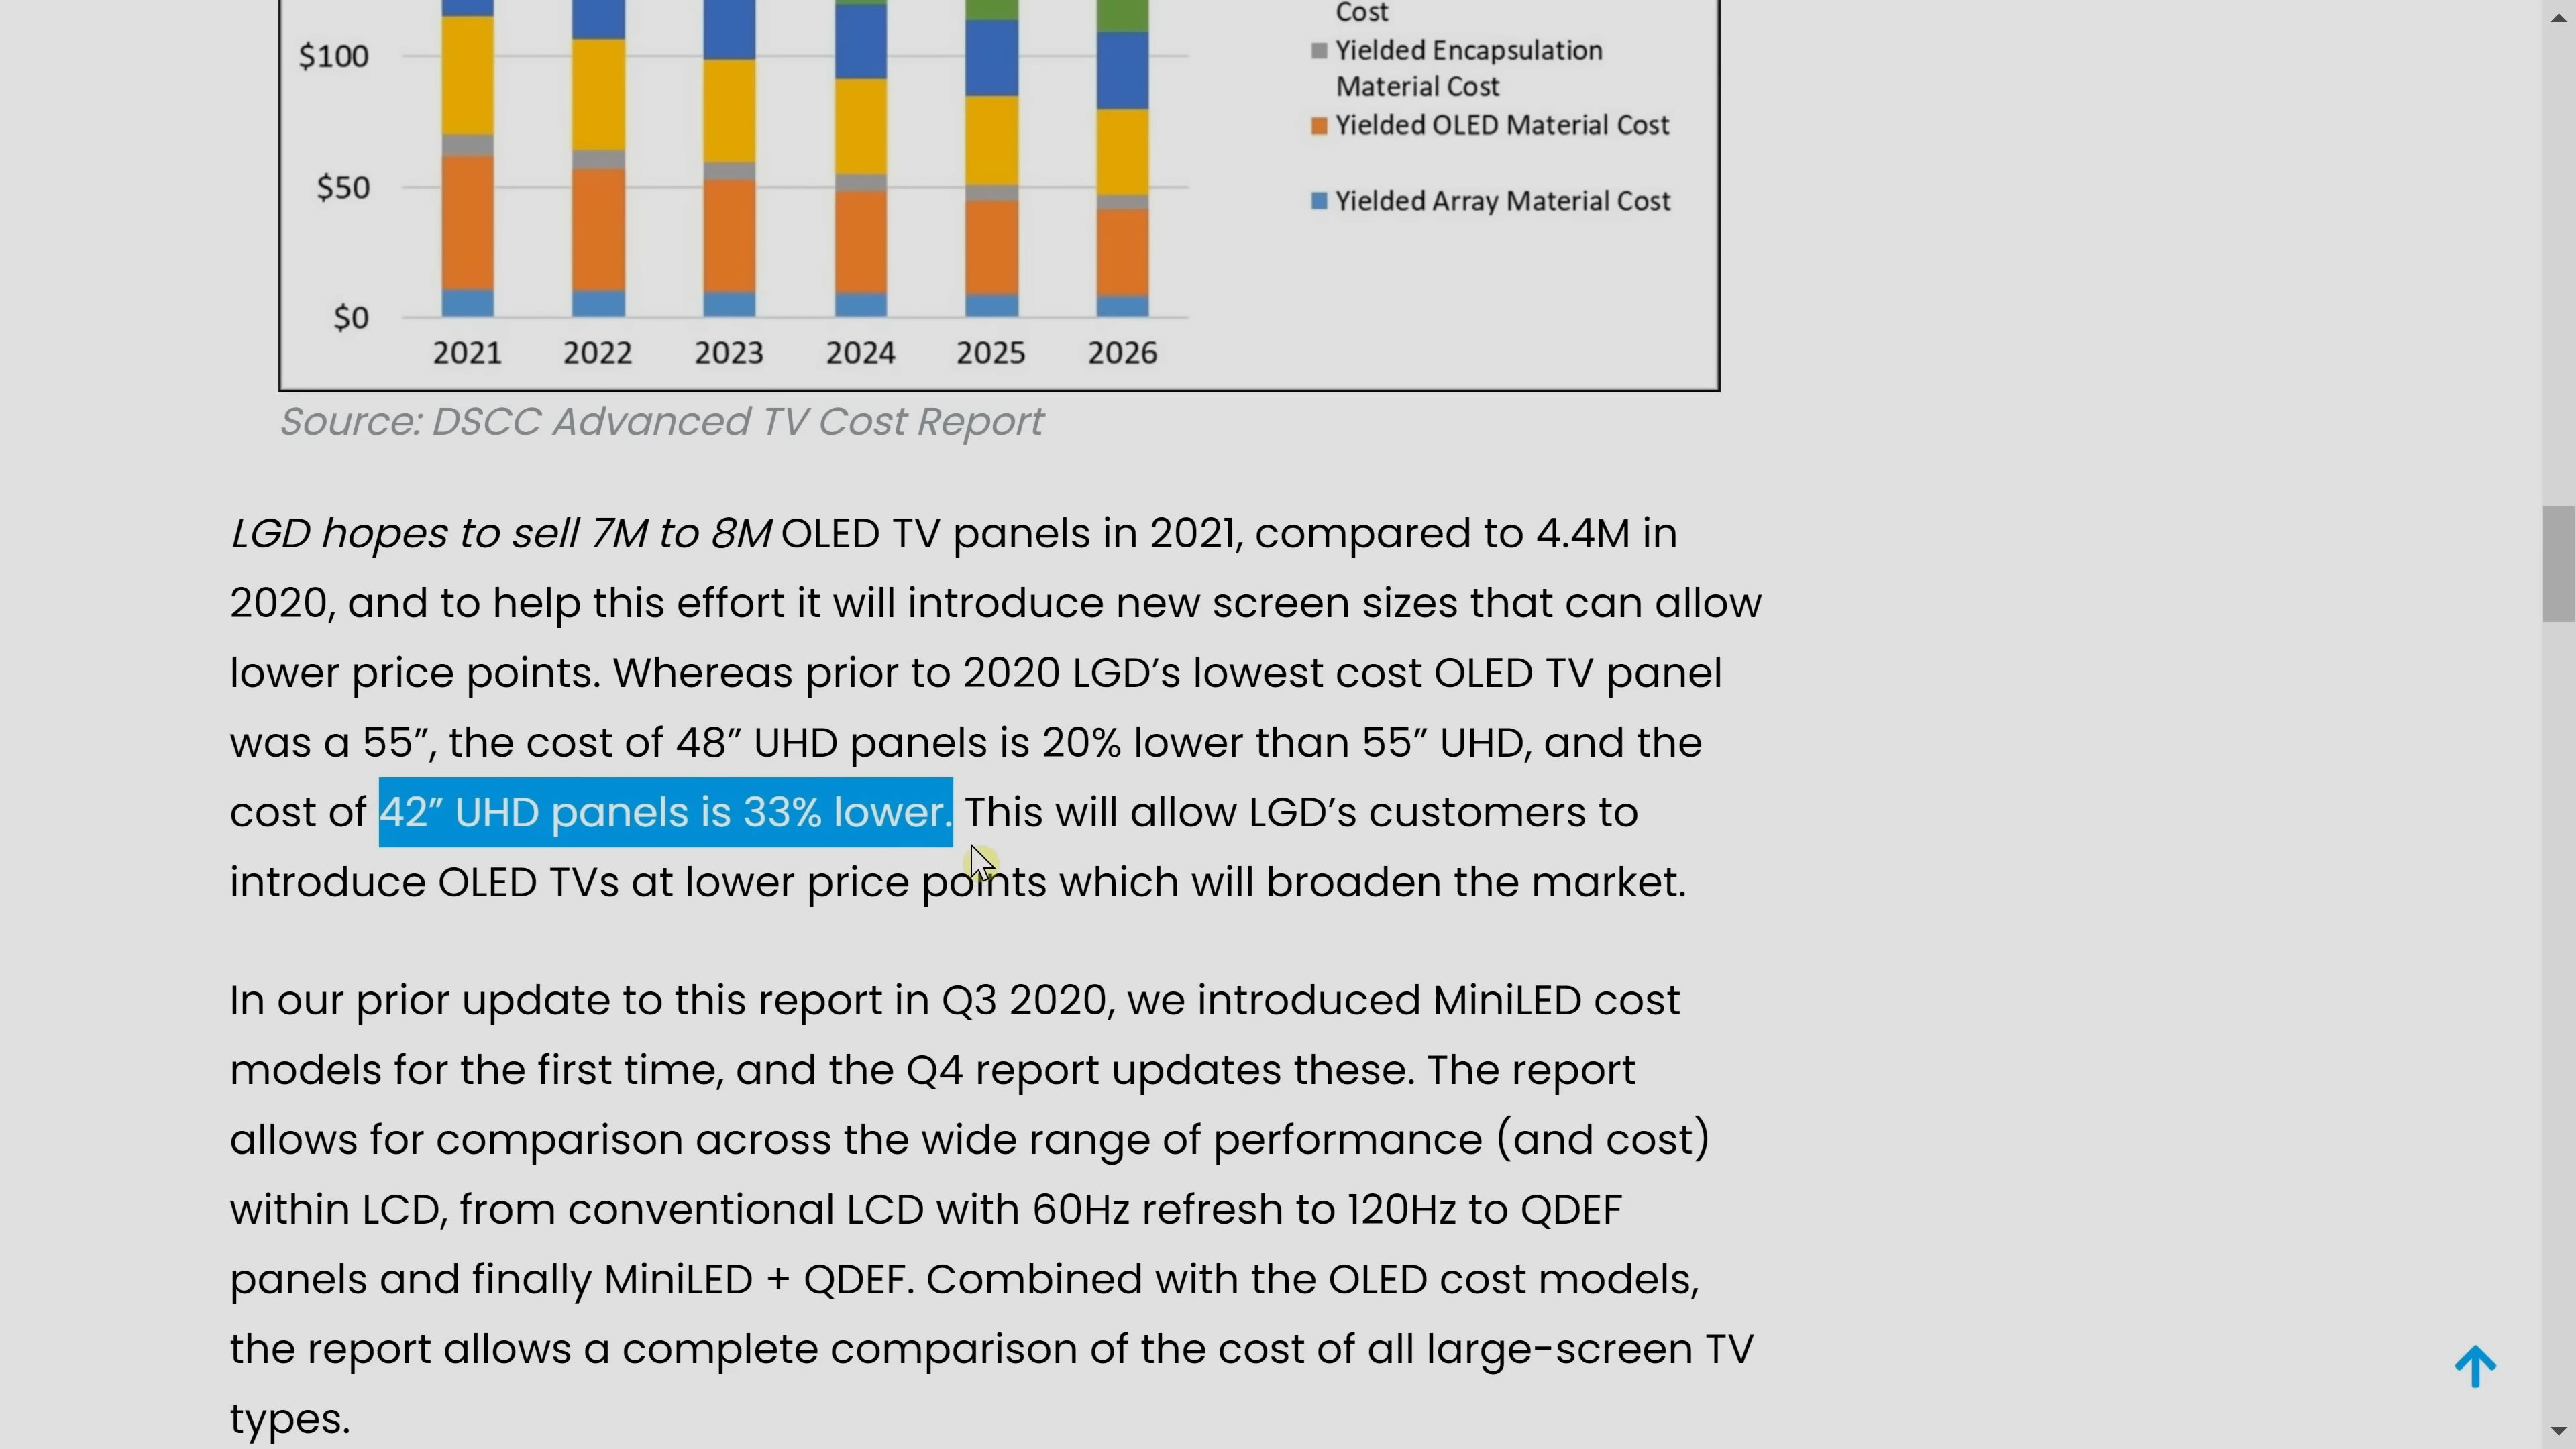 Cost
$100
Yielded Encapsulation
Material Cost
Yielded OLED Material Cost
$50
Yielded Array Material Cost
$0
2021 2022 2023 2024 2025 2026
Source: DSCC Advanced TV Cost Report
LGD hopes to sell 7M to 8M OLED TV panels in 2021, compared to 4.4M in
2020, and to help this effort it will introduce new screen sizes that can allow
lower price points. Whereas prior to 2020 LGD’s lowest cost OLED TV panel
was a 55”, the cost of 48” UHD panels is 20% lower than 55” UHD, and the
cost of 42” UHD panels is 33% lower. This will allow LGD’s customers to
introduce OLED TVs at lower price points which will broaden the market.
In our prior update to this report in Q3 2020, we introduced MiniLED cost
models for the first time, and the Q4 report updates these. The report
allows for comparison across the wide range of performance (and cost)
within LCD, from conventional LCD with 60Hz refresh to 120Hz to QDEF
panels and finally MiniLED + QDEF. Combined with the OLED cost models,
the report allows a complete comparison of the cost of all large-screen TV
types.